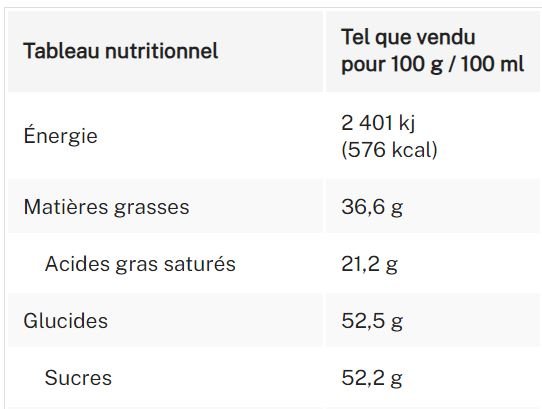 Tableau nutritionnel
Tel que vendu
pour 100 g / 100 ml
Énergie
2 401 kj
(576 kcal)
Matières grasses
36,6 g
Acides gras saturés
21,2 g
Glucides
52,5 g
Sucres
52,2 g